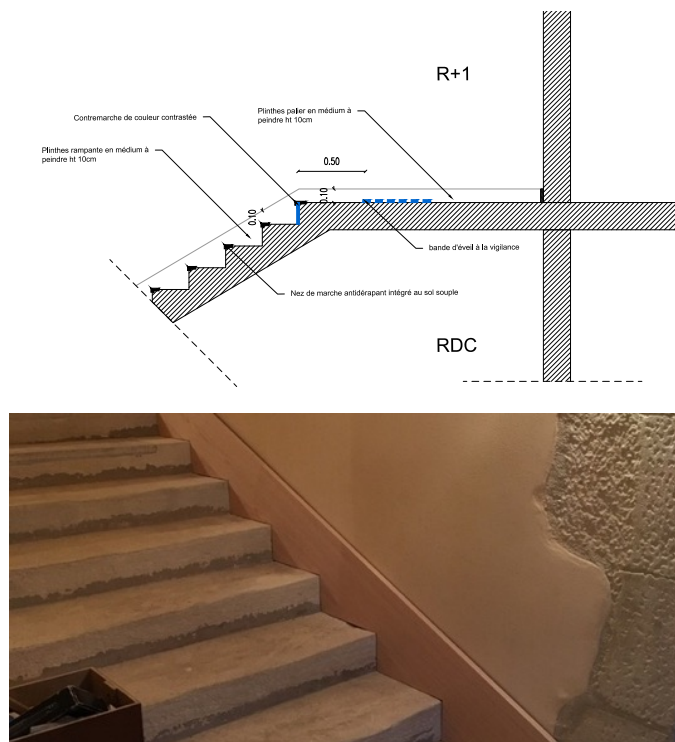 R+1
Plinthes palier en médium à
peindre ht 10cm
Contremarche de couleur contrastée
Plinthes rampante en médium à
peindre ht 10cm
0.50
0.10
0.10
bande d'éveil à la vigilance
Nez de marche antidérapant intégré au sol souple
RDC